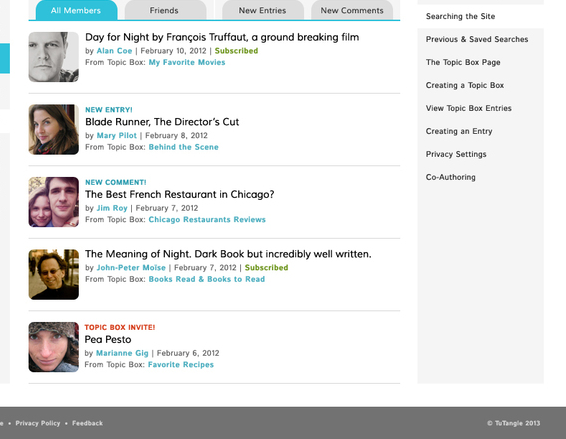 All Members
Friends
New Entries
New Comments
Day for Night by François Truffaut, a ground breaking film
by Alan Coe | February 10, 2012 | Subscribed
From Topic Box: My Favorite Movies
NEW ENTRY!
Blade Runner, The Director's Cut
by Mary Pilot | February 8, 2012
From Topic Box: Behind the Scene
NEW COMMENT!
The Best French Restaurant in Chicago?
by Jim Roy | February 7, 2012
From Topic Box: Chicago Restaurants Reviews
The Meaning of Night. Dark Book but incredibly well written.
by John-Peter Moïse | February 7, 2012 | Subscribed
From Topic Box: Books Read & Books to Read
TOPIC BOX INVITE!
Pea Pesto
by Marianne Gig | February 6, 2012
From Topic Box: Favorite Recipes
Searching the Site
Previous & Saved Searches
The Topic Box Page
Creating a Topic Box
View Topic Box Entries
Creating an Entry
Privacy Settings
Co-Authoring
e • Privacy Policy • Feedback
© TuTangle 2013